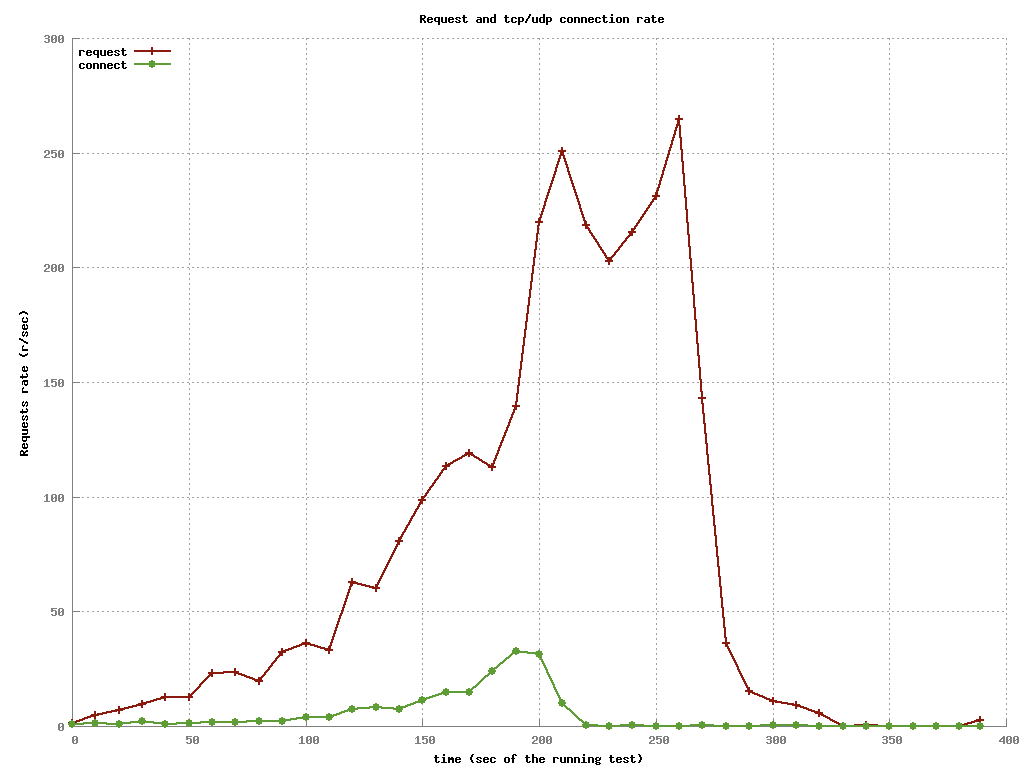 Request and tcp/udp connection rate
300
request
connect
250
200
Requests rate (r/sec)
150
100
50
0
0 50 100 150 200 250 300 350 400
time (sec of the running test)